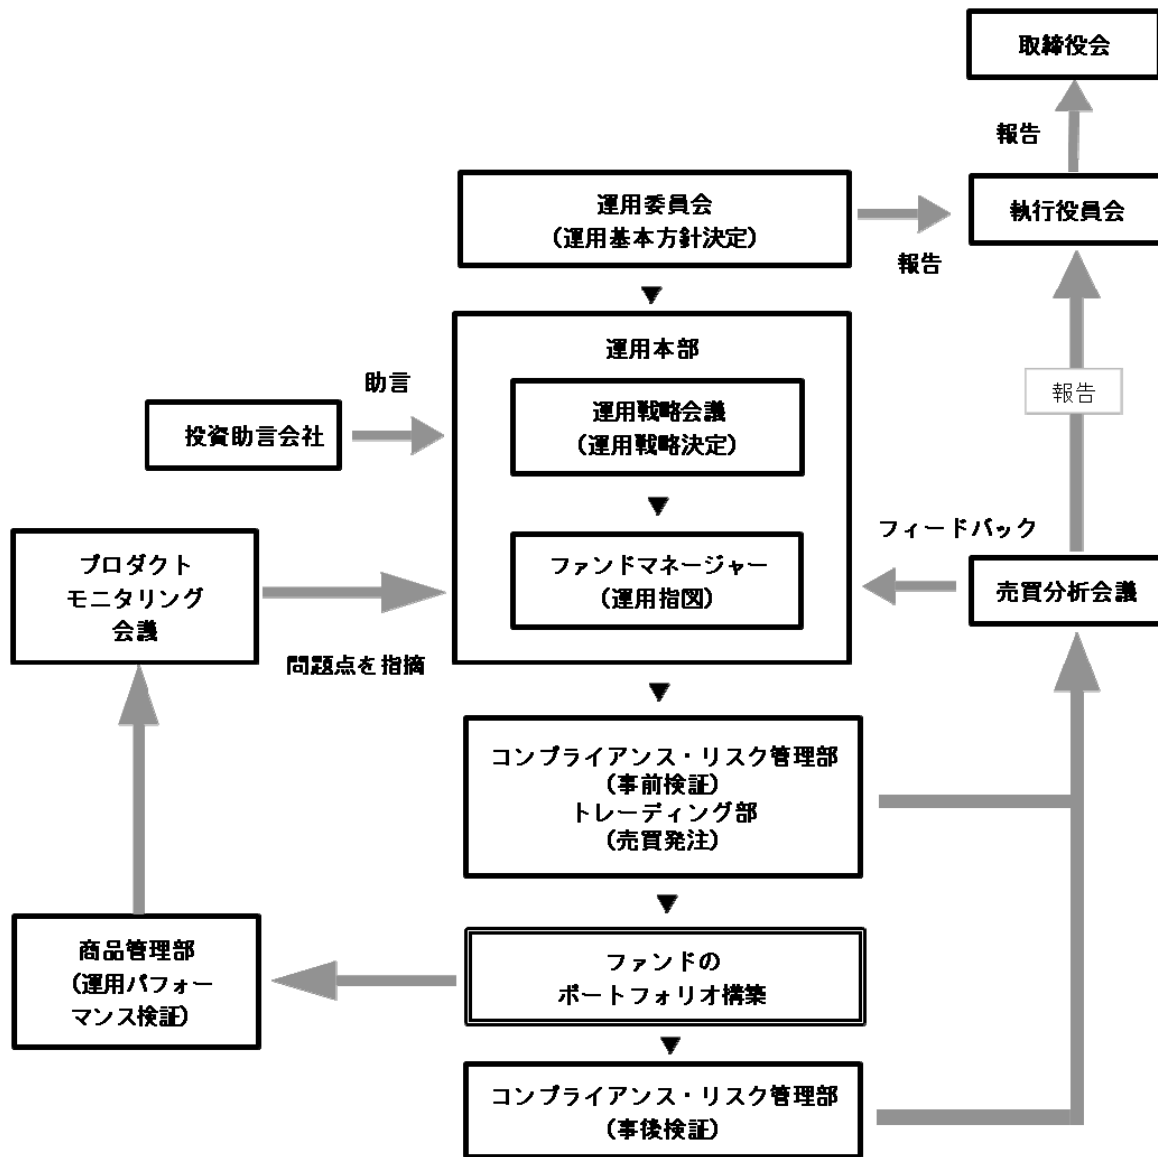 取締役会
報告
運用委員会
(運用基本方針決定)
執行役員会
報告
運用本部
助言
運用戦略会議
(運用戦略決定)
報告
投資助言会社
フィードバック
プロダクト
モニタリング
会議
ファンドマネージャー
(運用指図)
売買分析会議
問題点を指摘
コンプライアンス・リスク管理部
(事前検証)
トレーディング部
(売買発注)
商品管理部
(運用パフォー
マンス検証)
ファンドの
ポートフォリオ構築
コンプライアンス・リスク管理部
(事後検証)